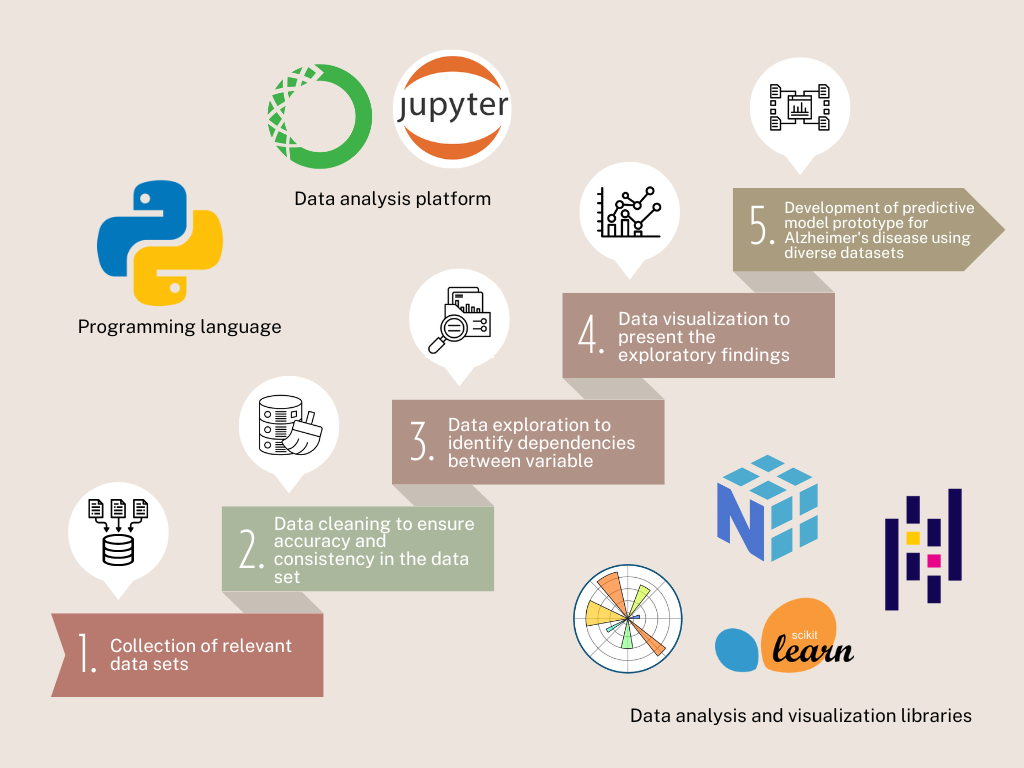 jupyter
Data analysis platform
Programming language
5.
Development of predictive
model prototype for
Alzheimer's disease using
diverse datasets
4.
Data visualization to
present the
exploratory findings
3.
Data exploration to
identify dependencies
between variable
2.
Data cleaning to ensure
accuracy and
consistency in the data
set
1.
Collection of relevant
data sets
N
scikit
learn
Data analysis and visualization libraries